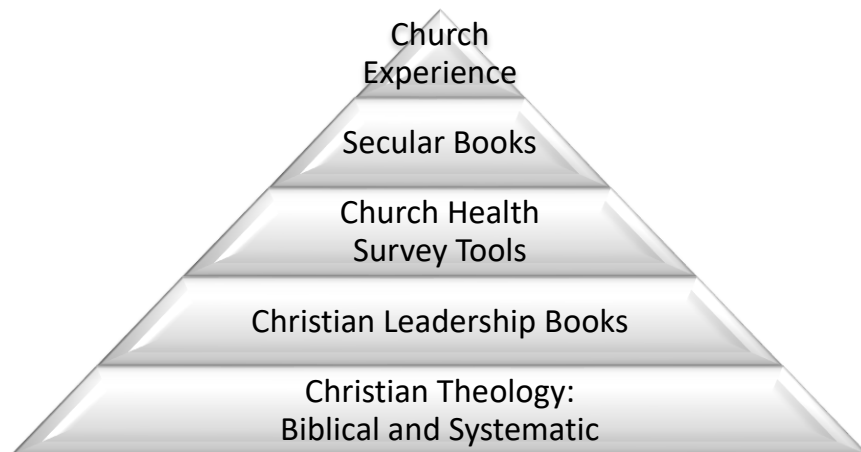 Church
Experience
Secular Books
Church Health
Survey Tools
Christian Leadership Books
Christian Theology:
Biblical and Systematic